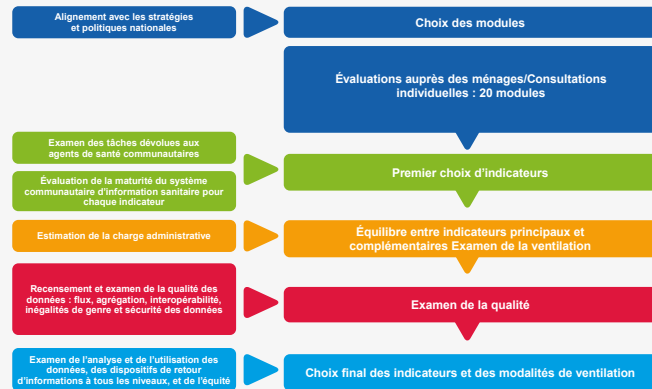 Alignement avec les stratégies
et politiques nationales
Choix des modules
Évaluations auprès des ménages/Consultations
individuelles : 20 modules
Examen des tâches dévolues aux
agents de santé communautaires
Évaluation de la maturité du système
communautaire d'information sanitaire pour
chaque indicateur
Premier choix d'indicateurs
Estimation de la charge administrative
Équilibre entre indicateurs principaux et
complémentaires Examen de la ventilation
Recensement et examen de la qualité des
données : flux, agrégation, interopérabilité,
inégalités de genre et sécurité des données
Examen de la qualité
Examen de l'analyse et de l'utilisation des
données, des dispositifs de retour
d'informations à tous les niveaux, et de l'équité
Choix final des indicateurs et des modalités de ventilation